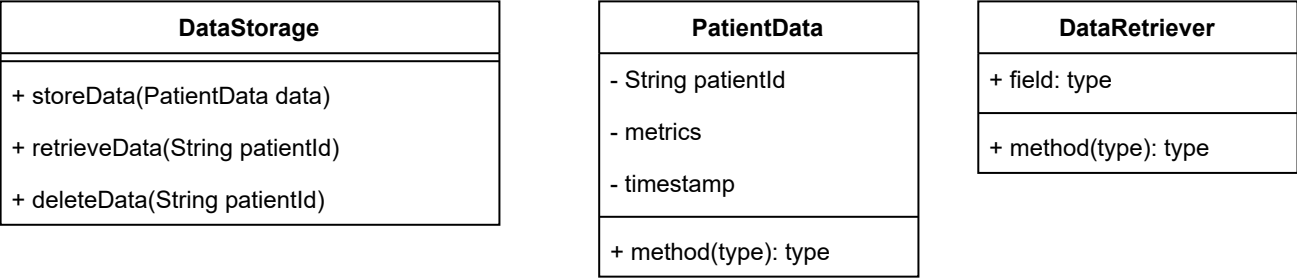 DataStorage
+ storeData(PatientData data)
+ retrieveData(String patientId)
+ deleteData(String patientId)
PatientData
- String patientId
- metrics
- timestamp
+ method(type): type
DataRetriever
+ field: type
+ method(type): type